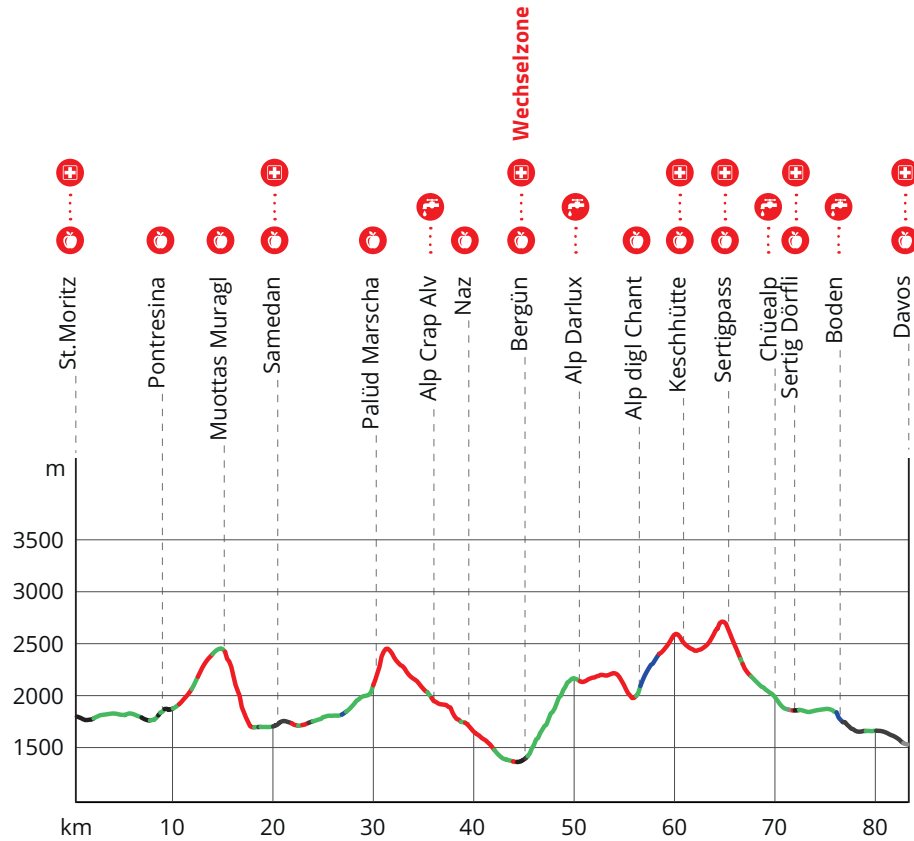 Wechselzone
St.Moritz
Pontresina
Muottas Muragl
Samedan
Palüd Marscha
Alp Crap Alv
Naz
Bergün
Alp Darlux
Alp digl Chant
Keschhütte
Sertigpass
Chüealp
Sertig Dörfli
Boden
Davos
m
3500
3000
2500
2000
1500
km 10 20 30 40 50 60 70 80